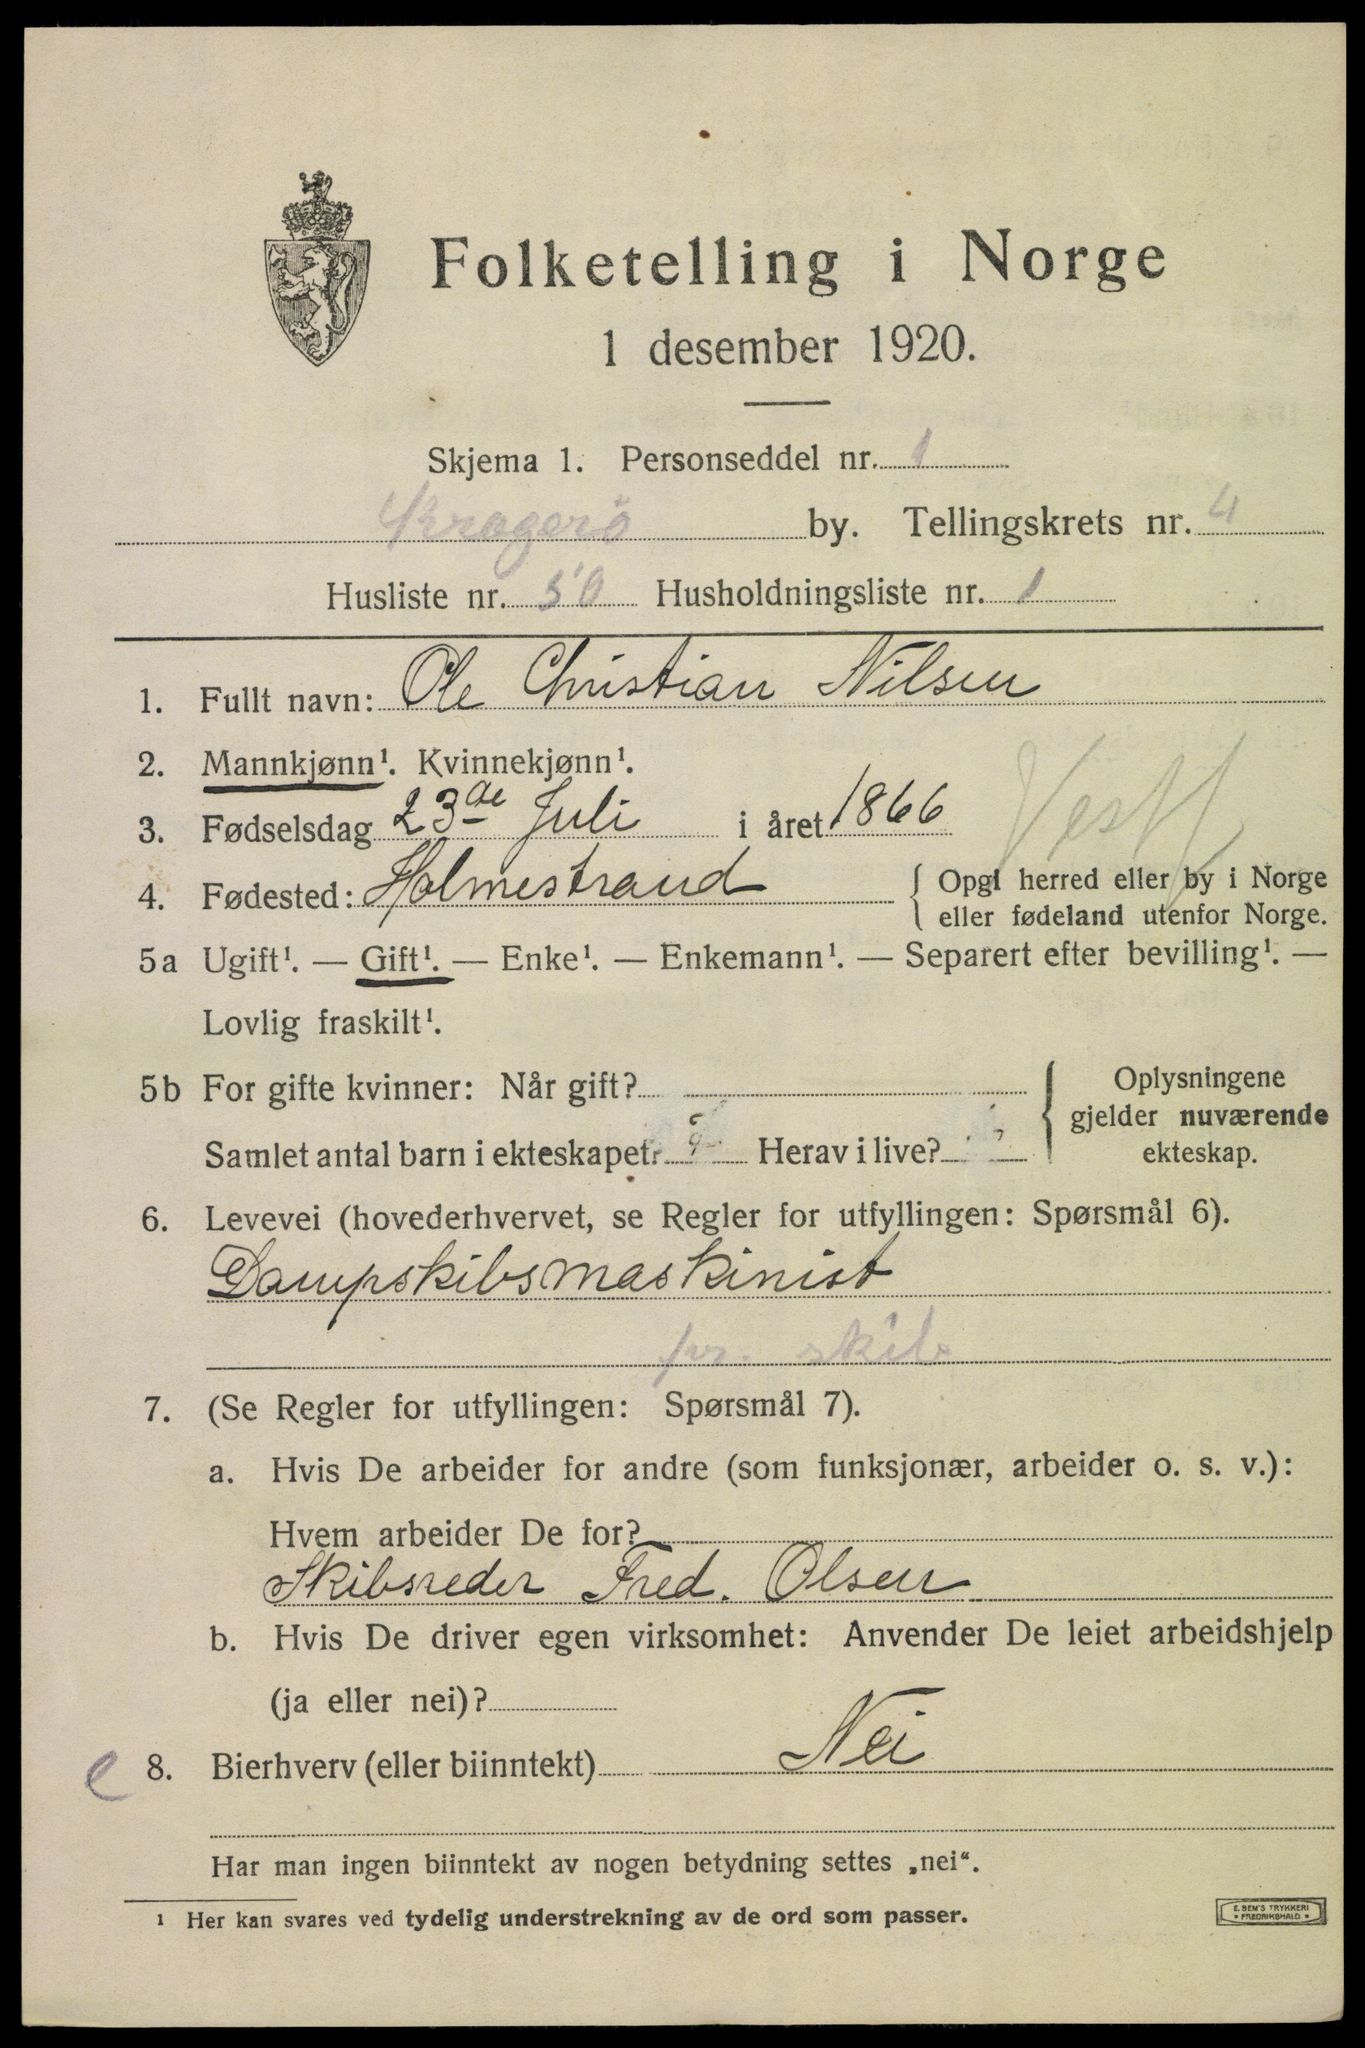 Folketelling i Norge
1 desember 1920.
Skjema 1. Personseddel nr. 1
Kragerö by. Tellingskrets nr. 4
Husliste nr. 50 Husholdningsliste nr. 1
1. Fullt navn: Ole Christian Nilsen
2. Mannkjønn¹. Kvinnekjønn¹.
3. Fødselsdag 23de Juli i året 1866
4. Fødested: Holmestrand { Opgi herred eller by i Norge
eller fødeland utenfor Norge.
Vestf
5a Ugift¹. — Gift¹. — Enke¹. — Enkemann¹. — Separert efter bevilling¹. —
Lovlig fraskilt¹.
5b For gifte kvinner: Når gift?
Samlet antal barn i ekteskapet? Herav i live?
Oplysningene
gjelder nuværende
ekteskap.
6. Levevei (hovederhvervet, se Regler for utfyllingen: Spørsmål 6).
Dampskibsmaskinist
pr. skib
7. (Se Regler for utfyllingen: Spørsmål 7).
a. Hvis De arbeider for andre (som funksjonær, arbeider o. s. v.):
Hvem arbeider De for?
Skibsreder Fred. Olsen
b. Hvis De driver egen virksomhet: Anvender De leiet arbeidshjelp
(ja eller nei)?
e 8. Bierhverv (eller biinntekt) Nei
Har man ingen biinntekt av nogen betydning settes „nei“.
¹ Her kan svares ved tydelig understrekning av de ord som passer.
E. SEM'S TRYKKERI
FREDRIKSHALD